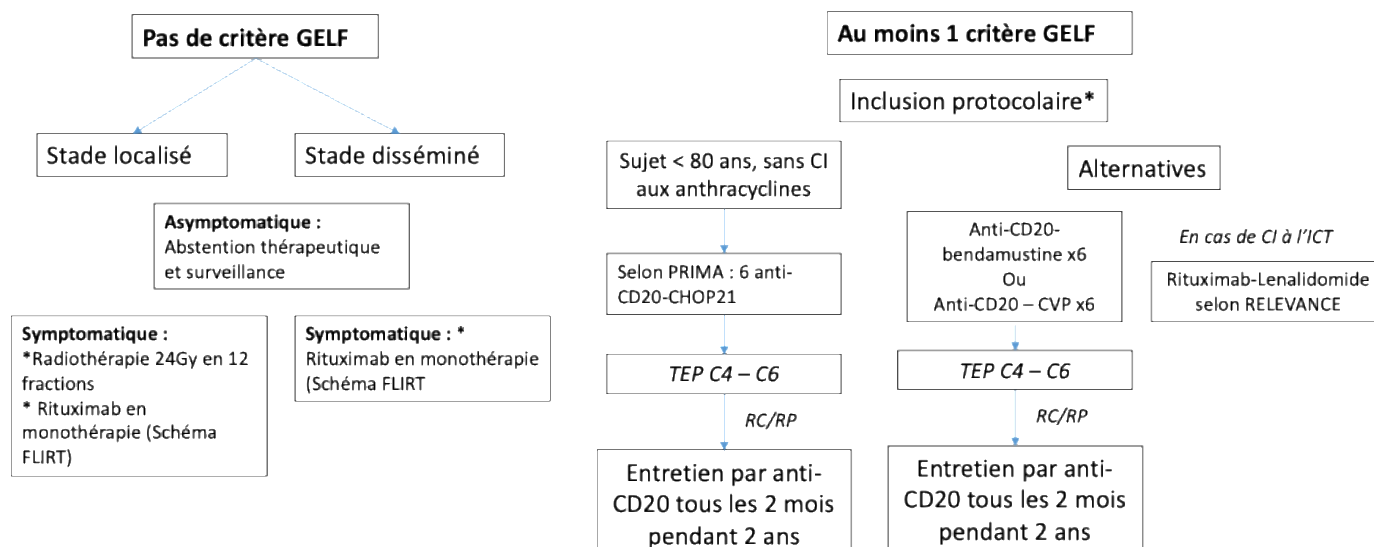 Pas de critère GELF
Stade localisé
Stade disséminé
Asymptomatique :
Abstention thérapeutique
et surveillance
Symptomatique :
*Radiothérapie 24Gy en 12
fractions
* Rituximab en
monothérapie (Schéma
FLIRT)
Symptomatique : *
Rituximab en monothérapie
(Schéma FLIRT
Au moins 1 critère GELF
Inclusion protocolaire*
Sujet < 80 ans, sans CI
aux anthracyclines
Selon PRIMA : 6 anti-
CD20-CHOP21
TEP C4 – C6
RC/RP
Entretien par anti-
CD20 tous les 2 mois
pendant 2 ans
Alternatives
Anti-CD20-
bendamustine x6
Ou
Anti-CD20 – CVP x6
TEP C4 – C6
RC/RP
Entretien par anti-
CD20 tous les 2 mois
pendant 2 ans
En cas de CI à l’ICT
Rituximab-Lenalidomide
selon RELEVANCE